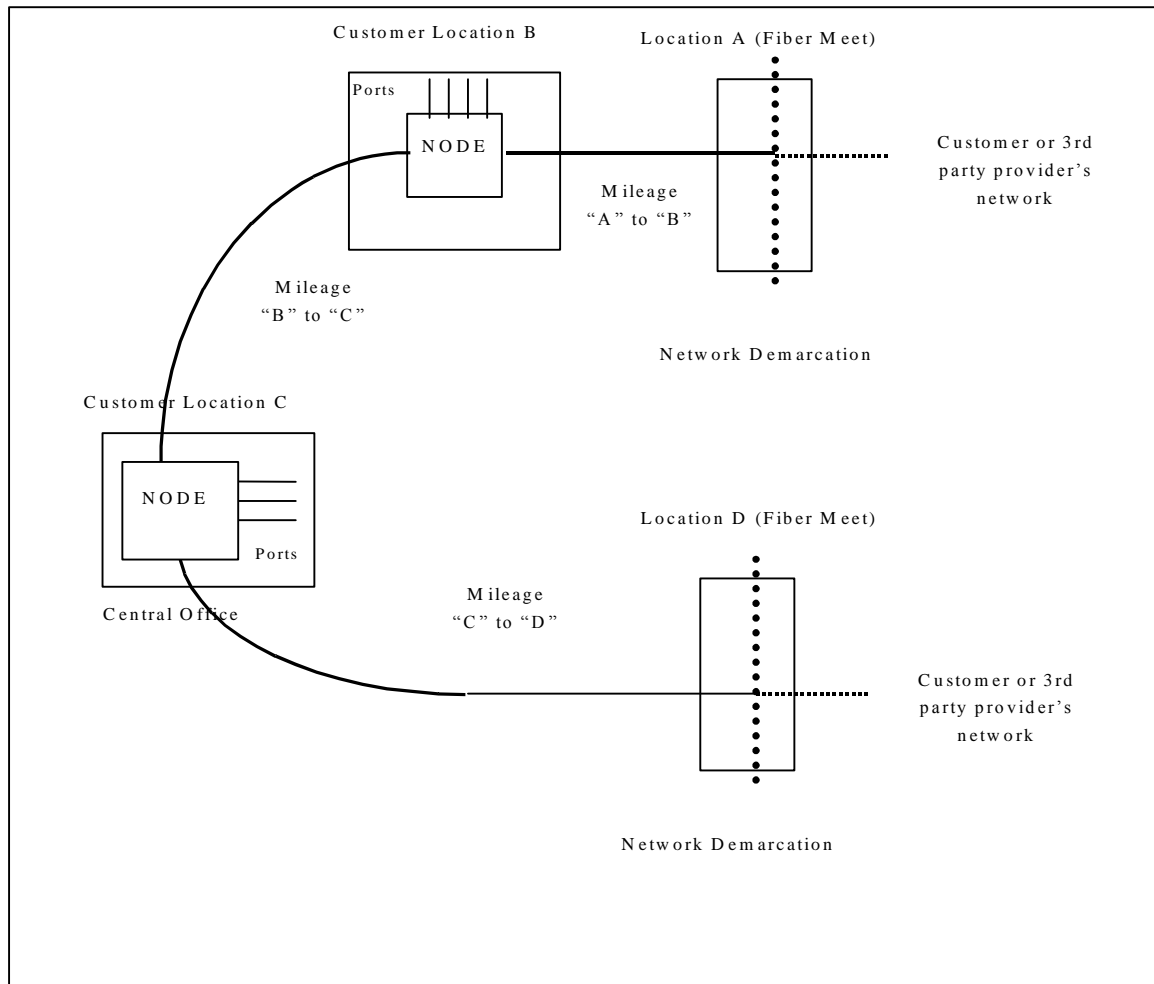 Customer Location B
Location A (Fiber Meet)
Ports
NODE
Customer or 3rd
party provider's
network
Mileage
“A” to “B”
Mileage
“B” to “C”
Network Demarcation
Customer Location C
NODE
Ports
Central Office
Location D (Fiber Meet)
Mileage
“C” to “D”
Customer or 3rd
party provider's
network
Network Demarcation